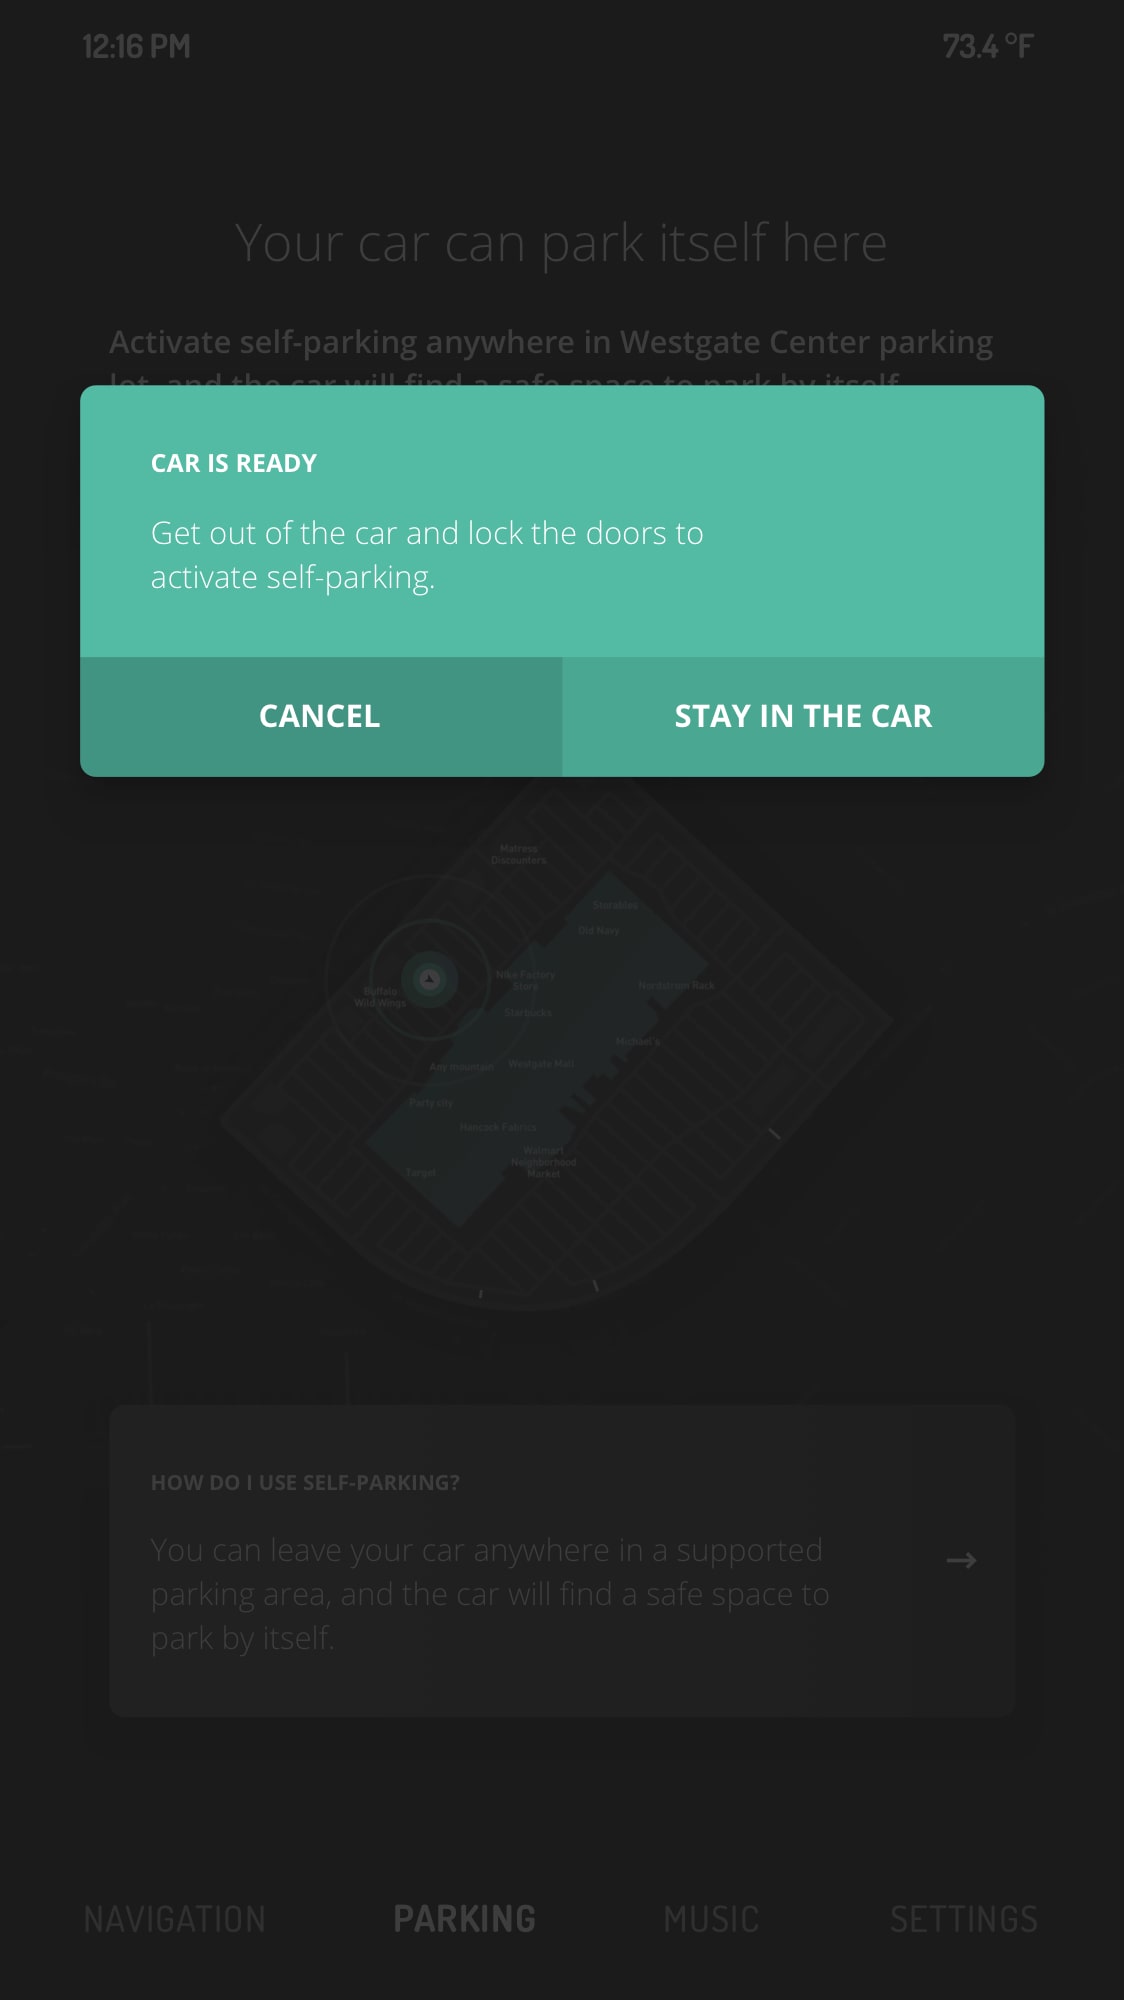 12:16 PM
73.4 °F
Your car can park itself here
Activate self-parking anywhere in Westgate Center parking
lot, and the car will find a safe space to park by itself
CAR IS READY
Get out of the car and lock the doors to
activate self-parking.
CANCEL
STAY IN THE CAR
Matress
Discounters
Storables
Old Navy
Nike Factory
Store
Nordstrom Rack
Buffalo
Wild Wings
Starbucks
Michael's
Any mountain
Westgate Mall
Party city
Hancock Fabrics
Walmart
Neighborhood
Market
Target
HOW DO I USE SELF-PARKING?
You can leave your car anywhere in a supported
parking area, and the car will find a safe space to
park by itself.
→
NAVIGATION
PARKING
MUSIC
SETTINGS